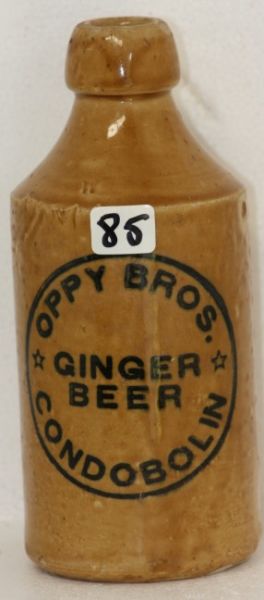 85
OPPY BROS.
☆ GINGER ☆
BEER
CONDOBOLIN